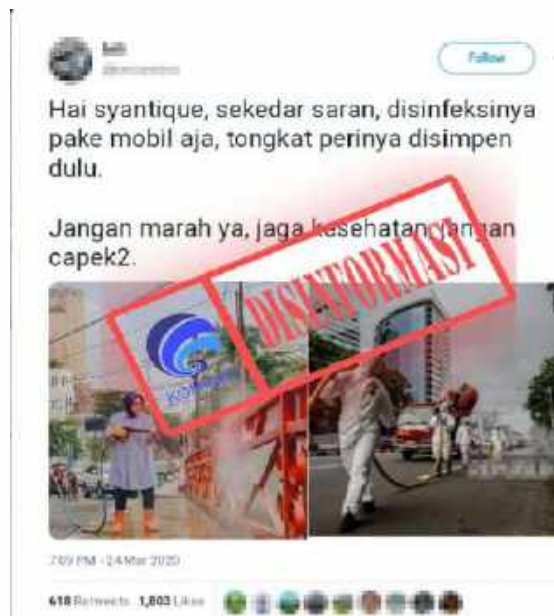 Follow
Hai syantique, sekedar saran, disinfeksinya
pake mobil aja, tongkat perinya disimpen
dulu.
Jangan marah ya, jaga kesehatan, jangan
capek2.
DISINFORMASI
7:09 PM - 24 Mar 2020
618 Retweets 1,803 Likes